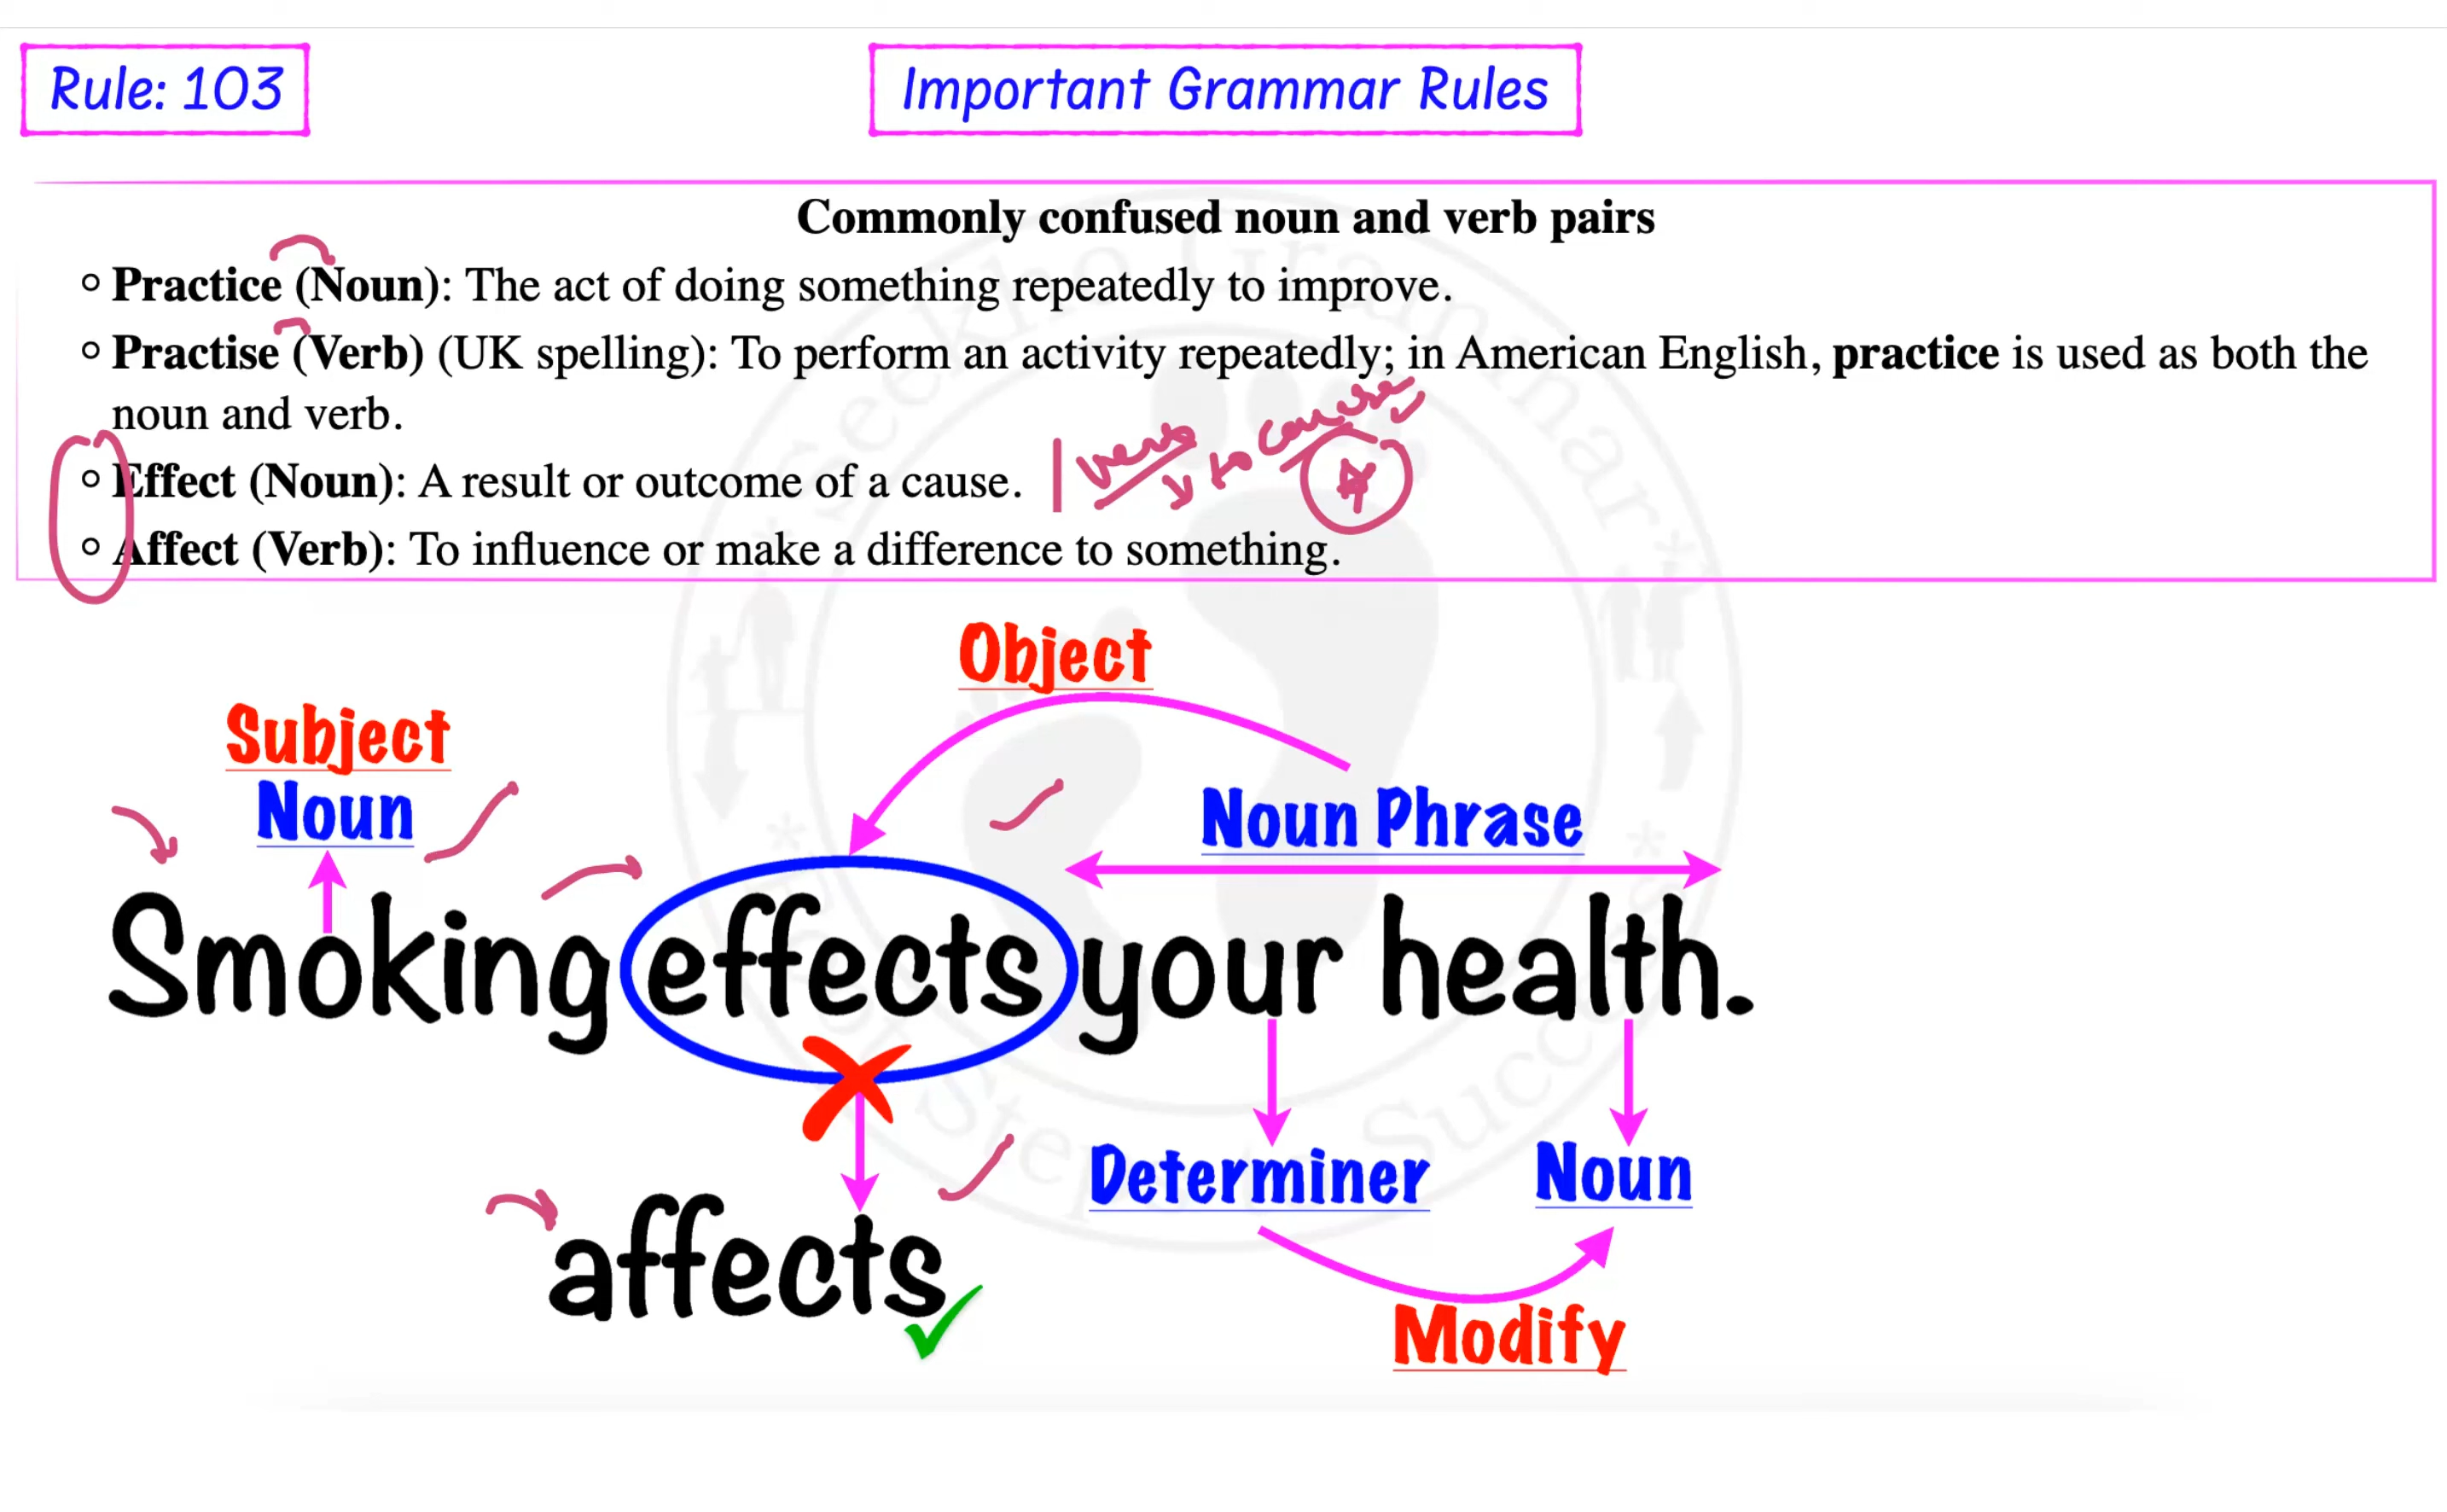 Rule: 103
Important Grammar Rules
Commonly confused noun and verb pairs
Practice (Noun): The act of doing something repeatedly to improve.
Practise (Verb) (UK spelling): To perform an activity repeatedly; in American English, practice is used as both the
noun and verb.
Effect (Noun): A result or outcome of a cause. | verb → to cause
Affect (Verb): To influence or make a difference to something.
Object
Subject
Noun
Noun Phrase
Smoking effects your health.
Determiner
Noun
affects
Modify